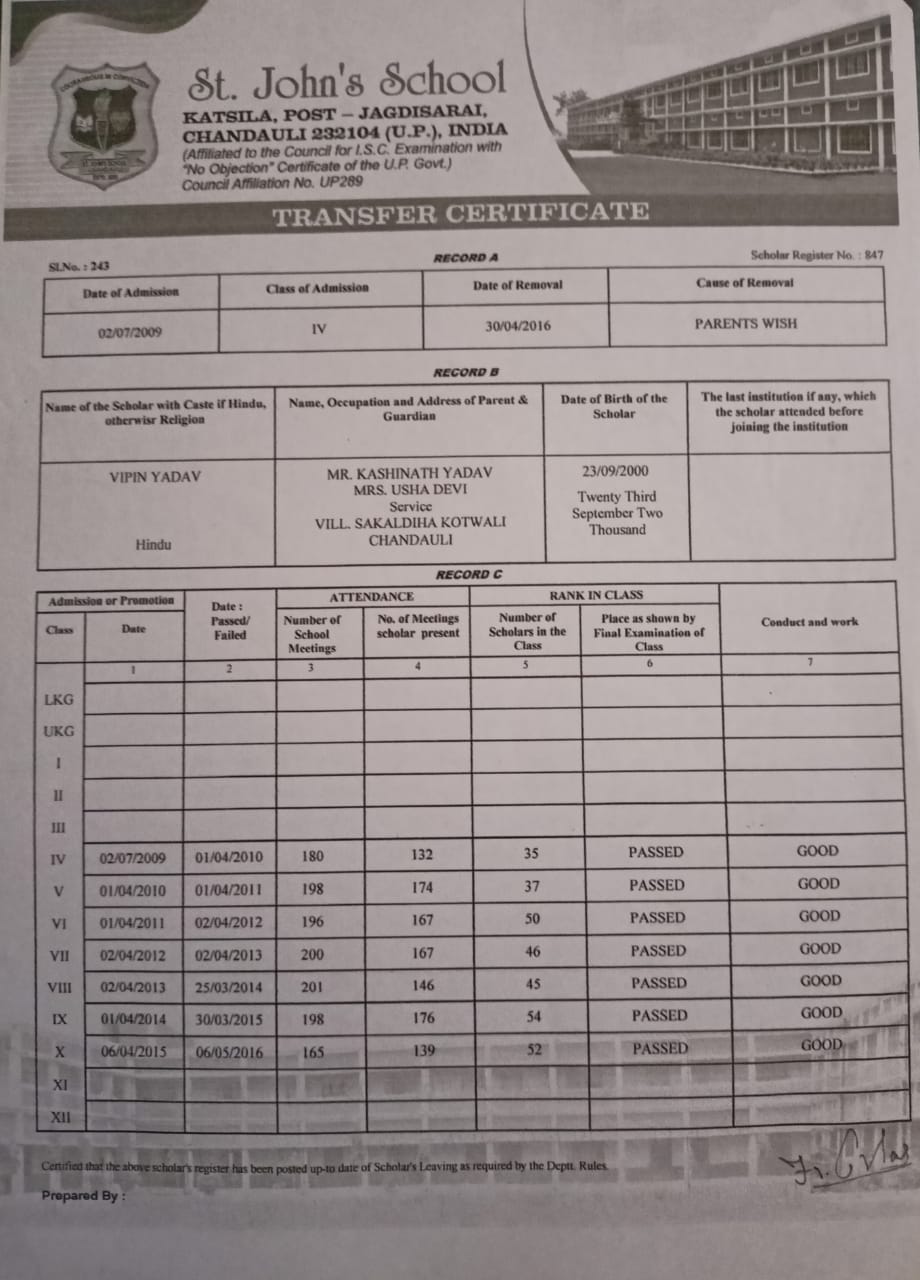 COURAGEOUS IN CONVICTION
St. John's School
KATSILA, POST – JAGDISARAI,
CHANDAULI 232104 (U.P.), INDIA
(Affiliated to the Council for I.S.C. Examination with
"No Objection" Certificate of the U.P. Govt.)
Council Affiliation No. UP289
TRANSFER CERTIFICATE
Sl.No. : 243
RECORD A
Scholar Register No. : 847
Date of Admission Class of Admission Date of Removal Cause of Removal
02/07/2009 IV 30/04/2016 PARENTS WISH
RECORD B
Name of the Scholar with Caste if Hindu, Name, Occupation and Address of Parent & Date of Birth of the The last institution if any, which
otherwisr Religion Guardian Scholar the scholar attended before
joining the institution
VIPIN YADAV MR. KASHINATH YADAV 23/09/2000
MRS. USHA DEVI Twenty Third
Service September Two
VILL. SAKALDIHA KOTWALI Thousand
Hindu CHANDAULI
RECORD C
Admission or Promotion Date : ATTENDANCE RANK IN CLASS
Class Date Passed/ Number of No. of Meetings Number of Place as shown by Conduct and work
Failed School scholar present Scholars in the Final Examination of
Meetings Class Class
1 2 3 4 5 6 7
LKG
UKG
I
II
III
IV 02/07/2009 01/04/2010 180 132 35 PASSED GOOD
V 01/04/2010 01/04/2011 198 174 37 PASSED GOOD
VI 01/04/2011 02/04/2012 196 167 50 PASSED GOOD
VII 02/04/2012 02/04/2013 200 167 46 PASSED GOOD
VIII 02/04/2013 25/03/2014 201 146 45 PASSED GOOD
IX 01/04/2014 30/03/2015 198 176 54 PASSED GOOD
X 06/04/2015 06/05/2016 165 139 52 PASSED GOOD
XI
XII
Certified that the above scholar's register has been posted up-to date of Scholar's Leaving as required by the Deptt. Rules.
Fr.
Prepared By :